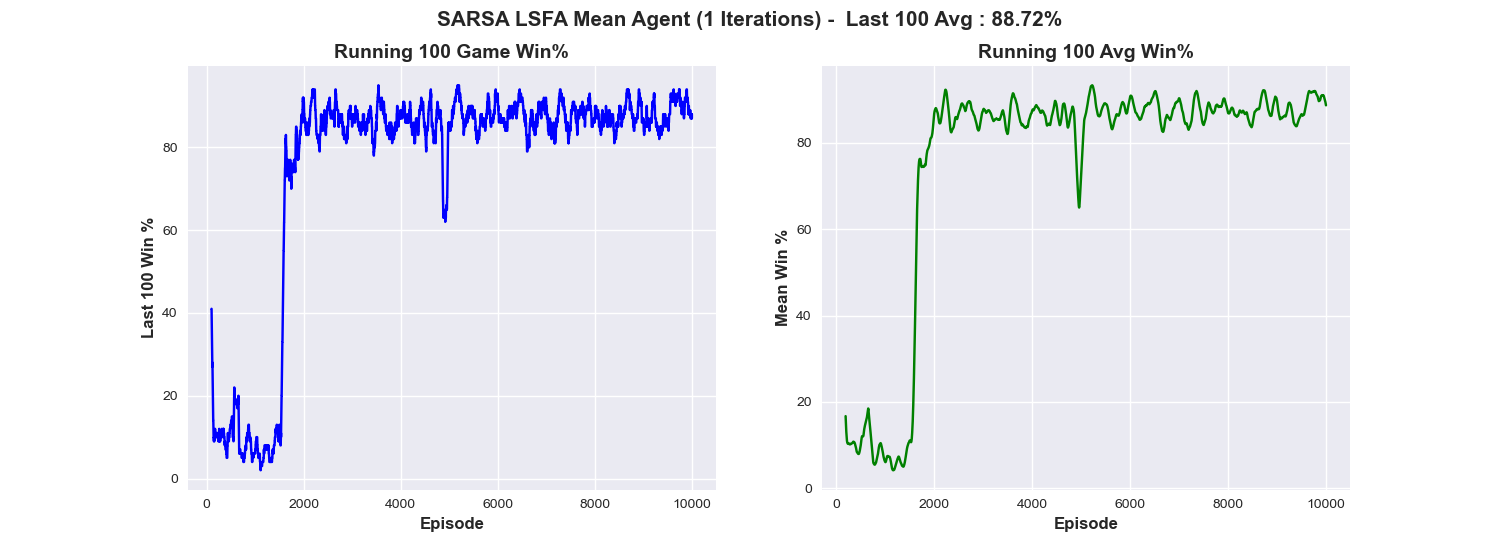 SARSA LSFA Mean Agent (1 Iterations) -  Last 100 Avg : 88.72%
Running 100 Game Win%
Last 100 Win %
80
60
40
20
0
0 2000 4000 6000 8000 10000
Episode
Running 100 Avg Win%
Mean Win %
80
60
40
20
0
0 2000 4000 6000 8000 10000
Episode